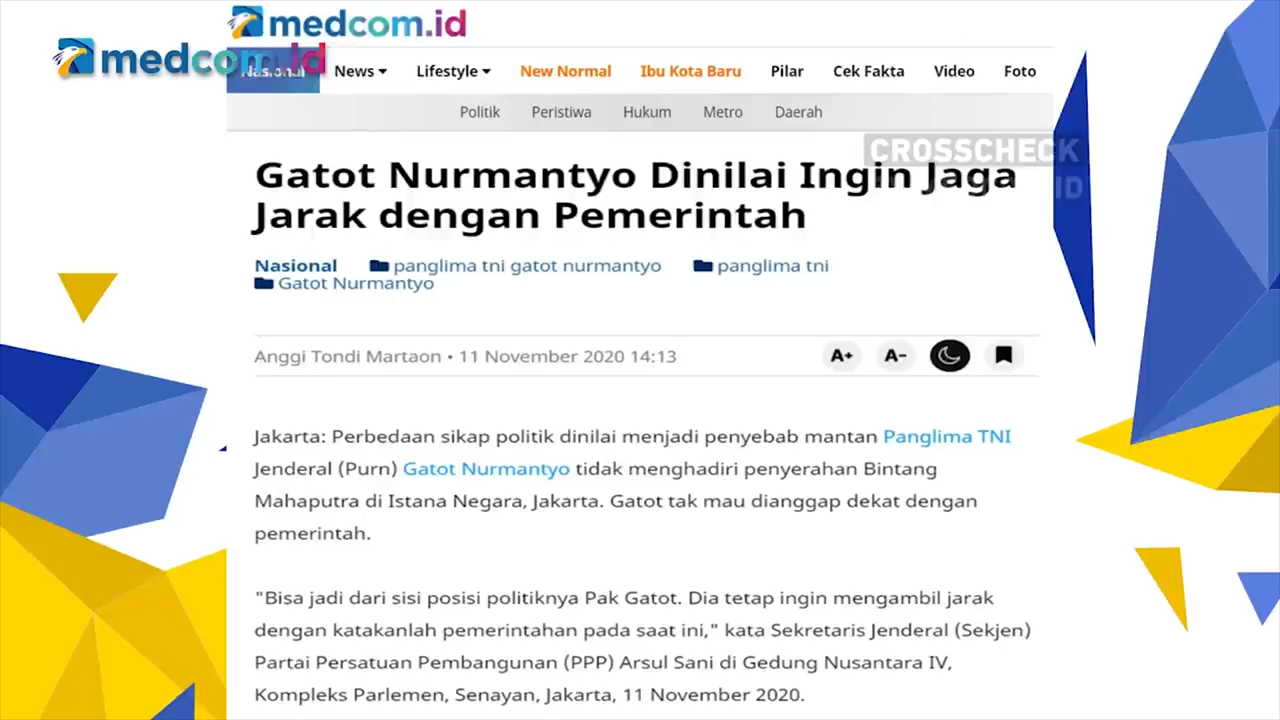 medcom.id
medcom.id
Nasional News Lifestyle New Normal Ibu Kota Baru Pilar Cek Fakta Video Foto
Politik Peristiwa Hukum Metro Daerah
CROSSCHECK
ID
Gatot Nurmantyo Dinilai Ingin Jaga
Jarak dengan Pemerintah
Nasional panglima tni gatot nurmantyo panglima tni
Gatot Nurmantyo
Anggi Tondi Martaon • 11 November 2020 14:13 A+ A-
Jakarta: Perbedaan sikap politik dinilai menjadi penyebab mantan Panglima TNI
Jenderal (Purn) Gatot Nurmantyo tidak menghadiri penyerahan Bintang
Mahaputra di Istana Negara, Jakarta. Gatot tak mau dianggap dekat dengan
pemerintah.
"Bisa jadi dari sisi posisi politiknya Pak Gatot. Dia tetap ingin mengambil jarak
dengan katakanlah pemerintahan pada saat ini," kata Sekretaris Jenderal (Sekjen)
Partai Persatuan Pembangunan (PPP) Arsul Sani di Gedung Nusantara IV,
Kompleks Parlemen, Senayan, Jakarta, 11 November 2020.